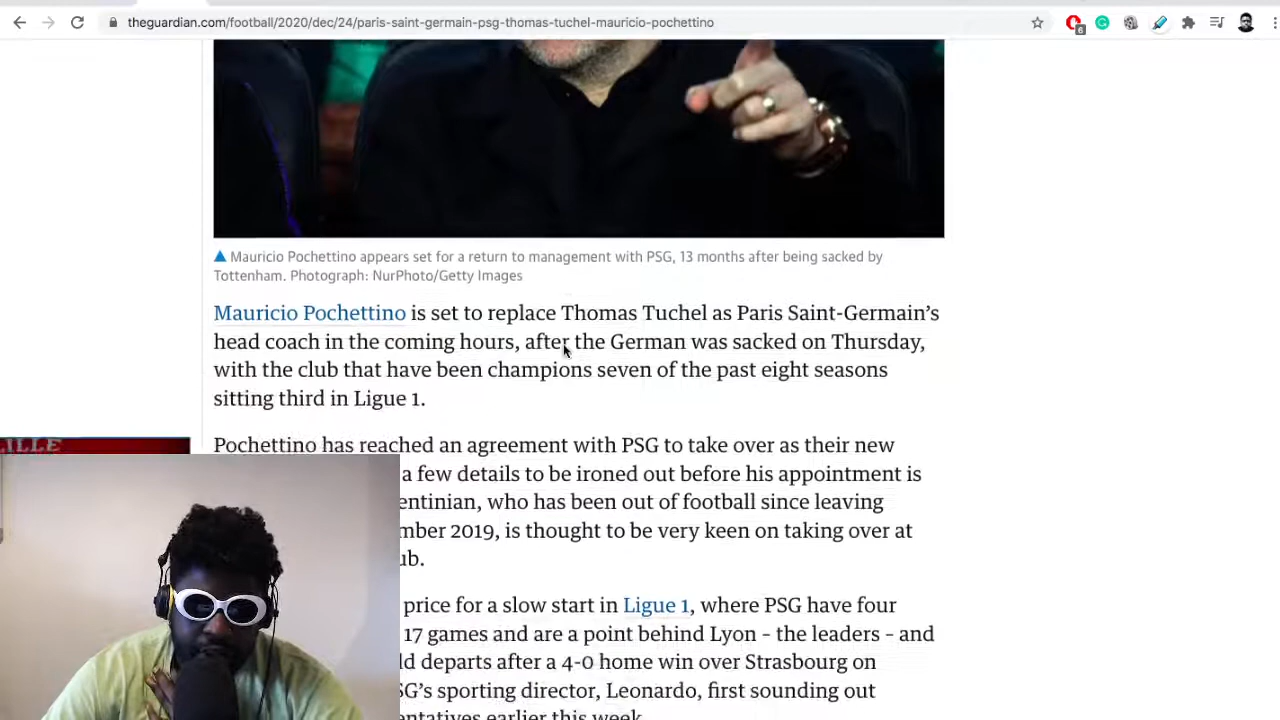 theguardian.com/football/2020/dec/24/paris-saint-germain-psg-thomas-tuchel-mauricio-pochettino
6
Mauricio Pochettino appears set for a return to management with PSG, 13 months after being sacked by
Tottenham. Photograph: NurPhoto/Getty Images
Mauricio Pochettino is set to replace Thomas Tuchel as Paris Saint-Germain’s
head coach in the coming hours, after the German was sacked on Thursday,
with the club that have been champions seven of the past eight seasons
sitting third in Ligue 1.
Pochettino has reached an agreement with PSG to take over as their new
a few details to be ironed out before his appointment is
entinian, who has been out of football since leaving
mber 2019, is thought to be very keen on taking over at
ub.
price for a slow start in Ligue 1, where PSG have four
17 games and are a point behind Lyon – the leaders – and
ld departs after a 4-0 home win over Strasbourg on
SG’s sporting director, Leonardo, first sounding out
entatives earlier this week.
LILLE